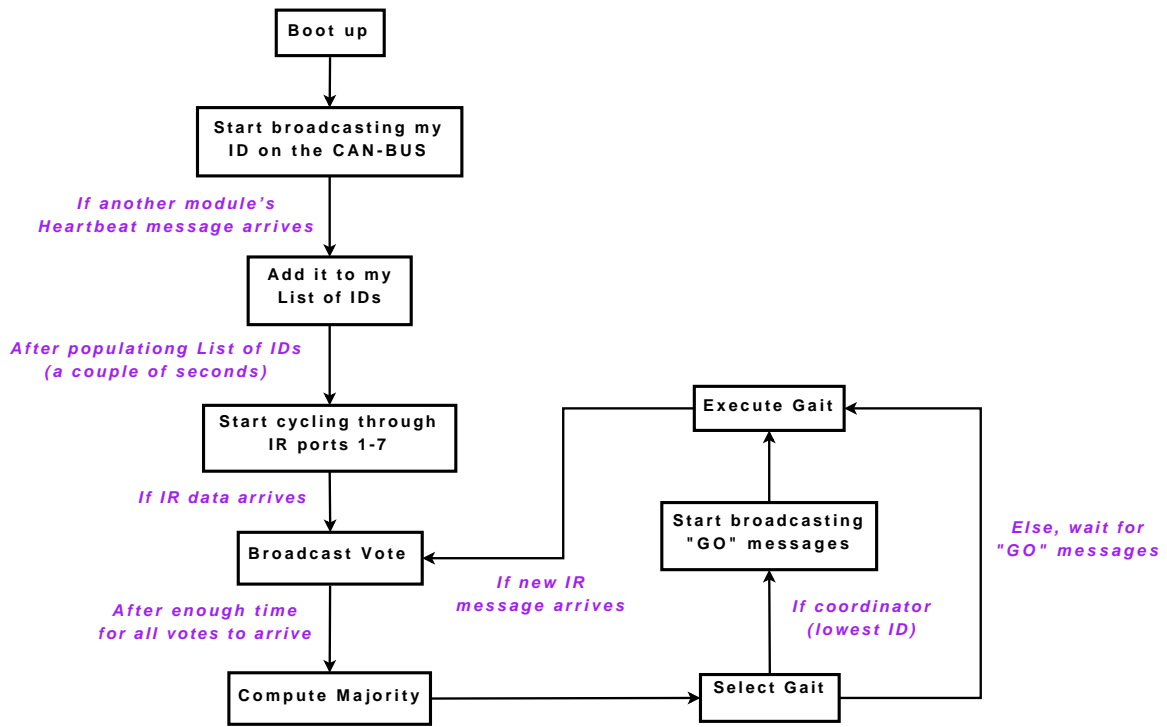 Boot up
Start broadcasting my
ID on the CAN-BUS
If another module's
Heartbeat message arrives
Add it to my
List of IDs
After populationg List of IDs
(a couple of seconds)
Start cycling through
IR ports 1-7
If IR data arrives
Broadcast Vote
After enough time
for all votes to arrive
Compute Majority
Select Gait
If coordinator
(lowest ID)
Start broadcasting
"GO" messages
Else, wait for
"GO" messages
Execute Gait
If new IR
message arrives